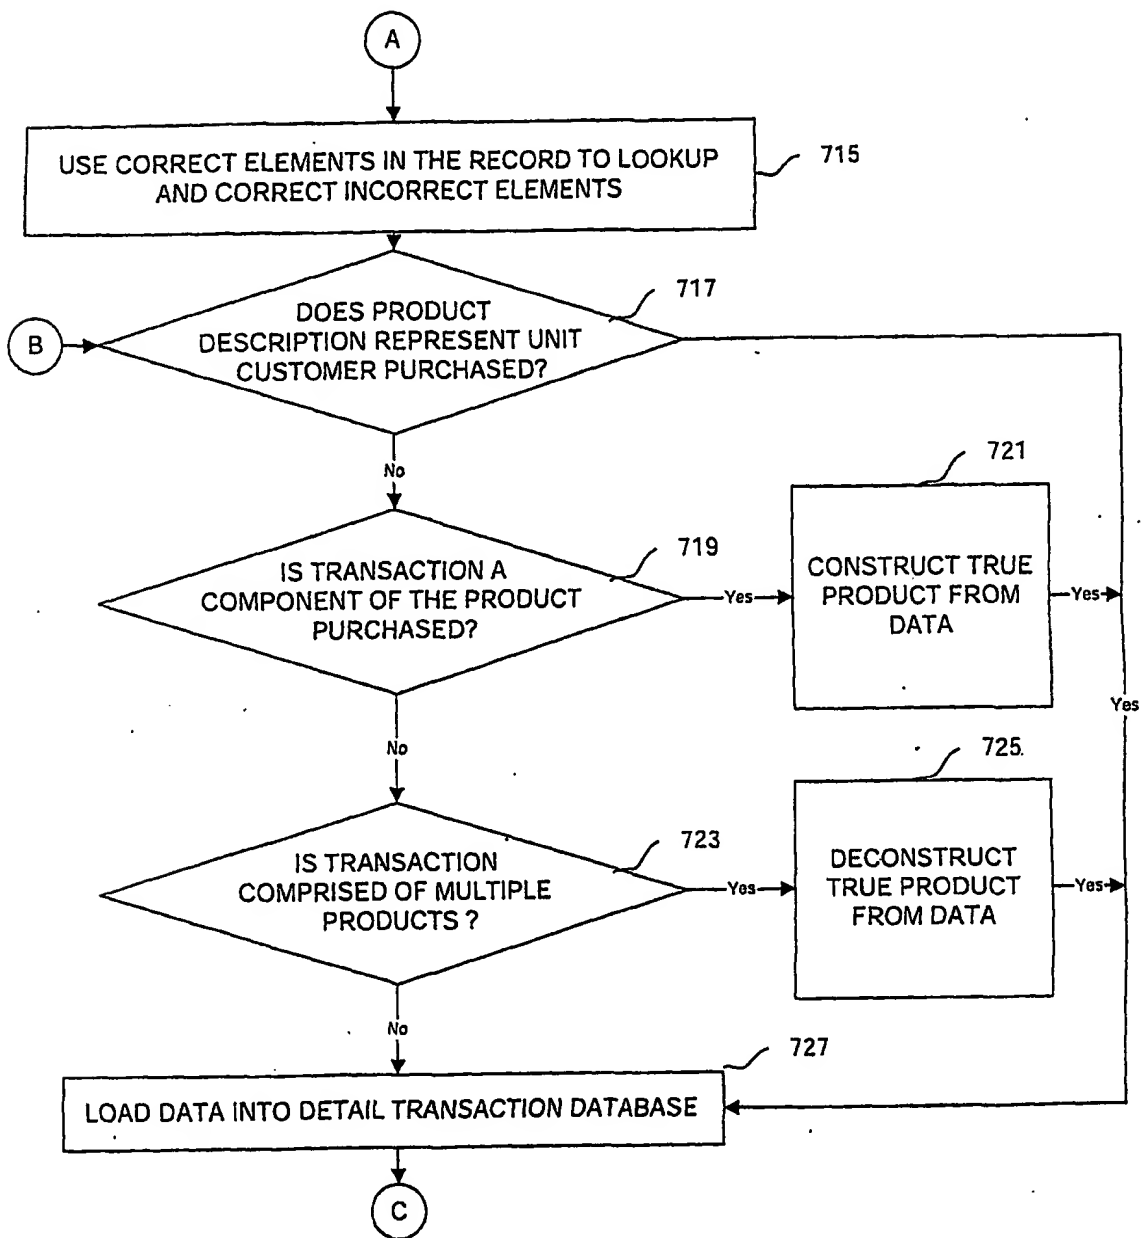 A
USE CORRECT ELEMENTS IN THE RECORD TO LOOKUP
AND CORRECT INCORRECT ELEMENTS
715
B
DOES PRODUCT
DESCRIPTION REPRESENT UNIT
CUSTOMER PURCHASED?
717
No
IS TRANSACTION A
COMPONENT OF THE PRODUCT
PURCHASED?
719
Yes
721
CONSTRUCT TRUE
PRODUCT FROM
DATA
Yes
Yes
No
IS TRANSACTION
COMPRISED OF MULTIPLE
PRODUCTS ?
723
Yes
725
DECONSTRUCT
TRUE PRODUCT
FROM DATA
Yes
No
727
LOAD DATA INTO DETAIL TRANSACTION DATABASE
C